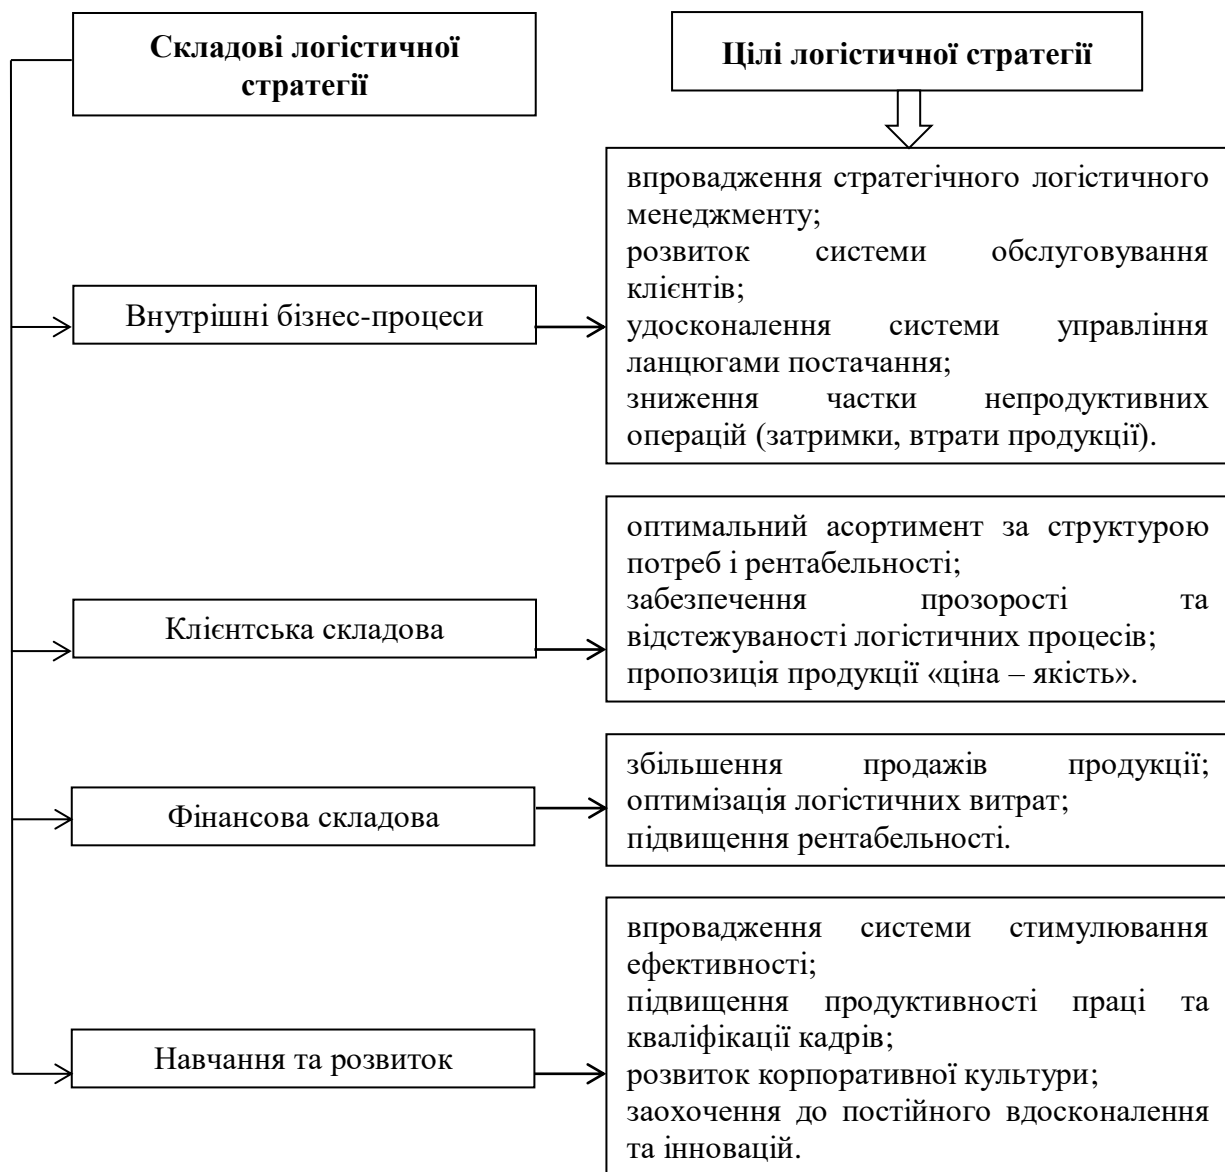 Складові логістичної
стратегії
Цілі логістичної стратегії
Внутрішні бізнес-процеси
впровадження стратегічного логістичного
менеджменту;
розвиток системи обслуговування
клієнтів;
удосконалення системи управління
ланцюгами постачання;
зниження частки непродуктивних
операцій (затримки, втрати продукції).
Клієнтська складова
оптимальний асортимент за структурою
потреб і рентабельності;
забезпечення прозорості та
відстежуваності логістичних процесів;
пропозиція продукції «ціна – якість».
Фінансова складова
збільшення продажів продукції;
оптимізація логістичних витрат;
підвищення рентабельності.
Навчання та розвиток
впровадження системи стимулювання
ефективності;
підвищення продуктивності праці та
кваліфікації кадрів;
розвиток корпоративної культури;
заохочення до постійного вдосконалення
та інновацій.